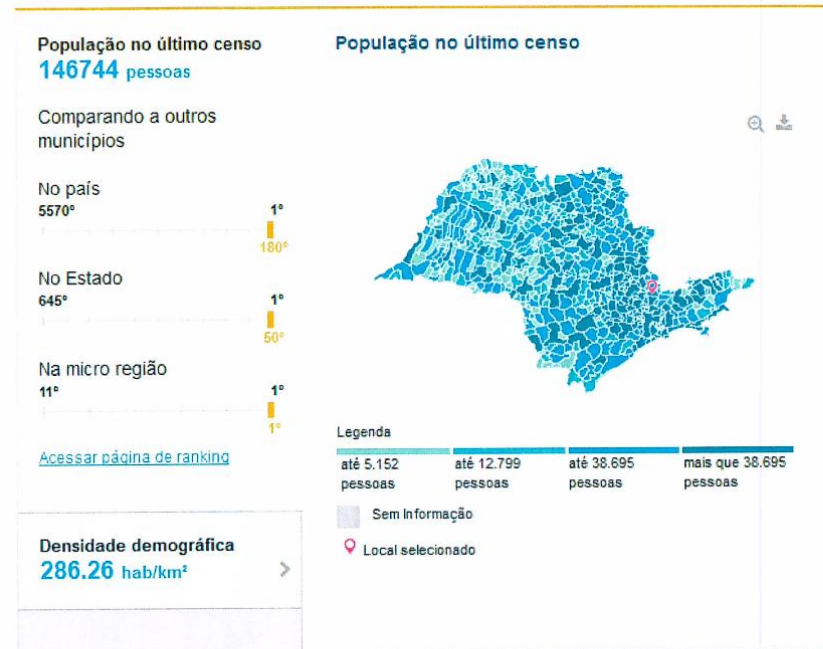 População no último censo
146744 pessoas
Comparando a outros
municípios
No país
5570° 1°
180°
No Estado
645° 1°
50°
Na micro região
11° 1°
1°
Acessar página de ranking
Densidade demográfica
286.26 hab/km²
População no último censo
Legenda
até 5.152 pessoas
até 12.799 pessoas
até 38.695 pessoas
mais que 38.695 pessoas
Sem Informação
Local selecionado